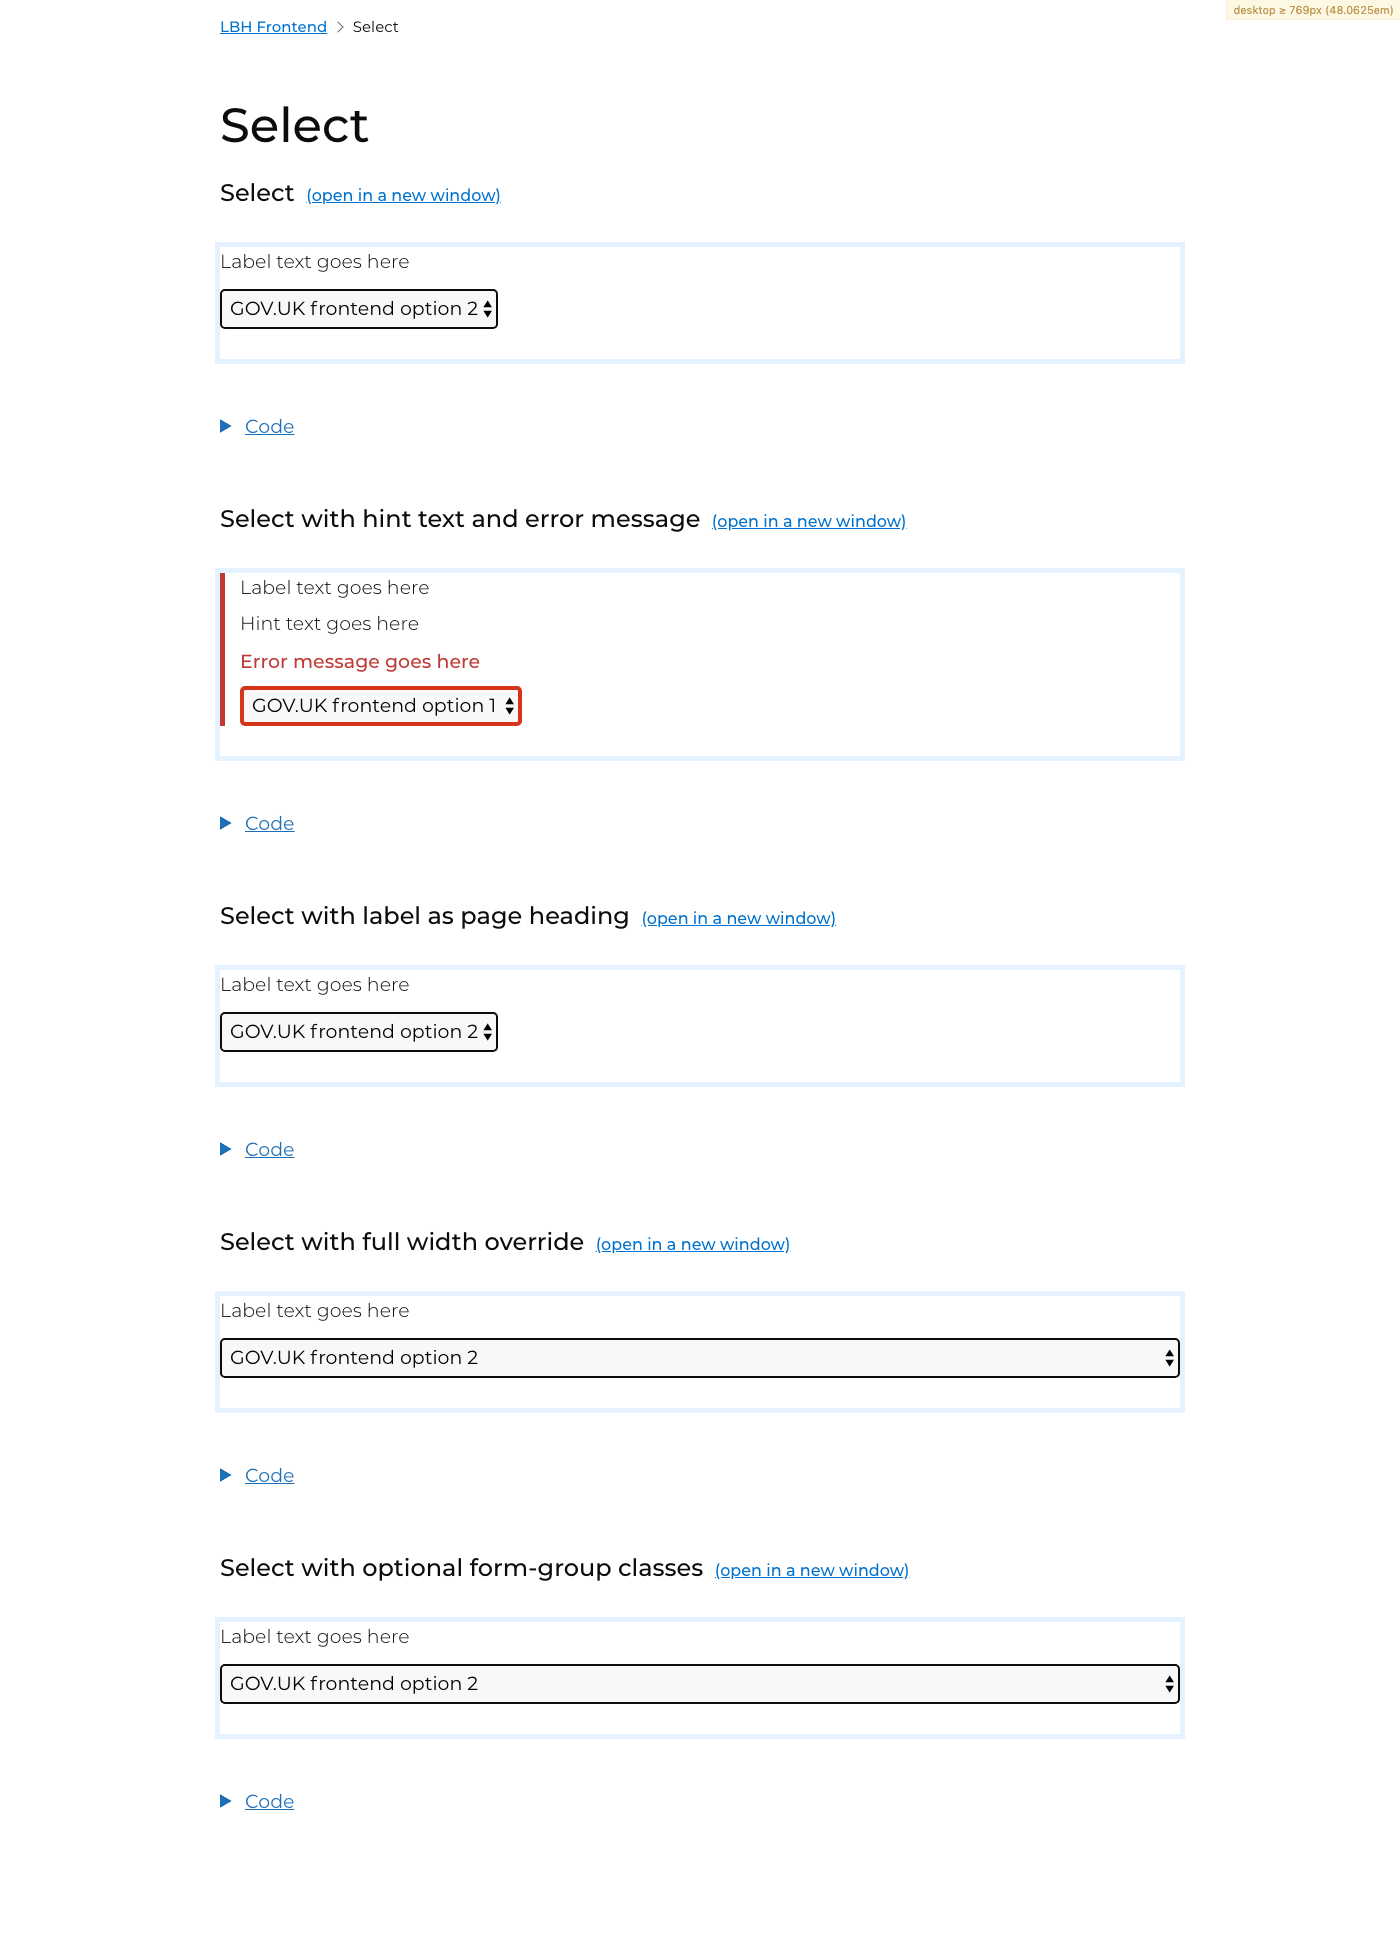 desktop ≥ 769px (48.0625em)
LBH Frontend Select
Select
Select (open in a new window)
Label text goes here
GOV.UK frontend option 2
Code
Select with hint text and error message (open in a new window)
Label text goes here
Hint text goes here
Error message goes here
GOV.UK frontend option 1
Code
Select with label as page heading (open in a new window)
Label text goes here
GOV.UK frontend option 2
Code
Select with full width override (open in a new window)
Label text goes here
GOV.UK frontend option 2
Code
Select with optional form-group classes (open in a new window)
Label text goes here
GOV.UK frontend option 2
Code